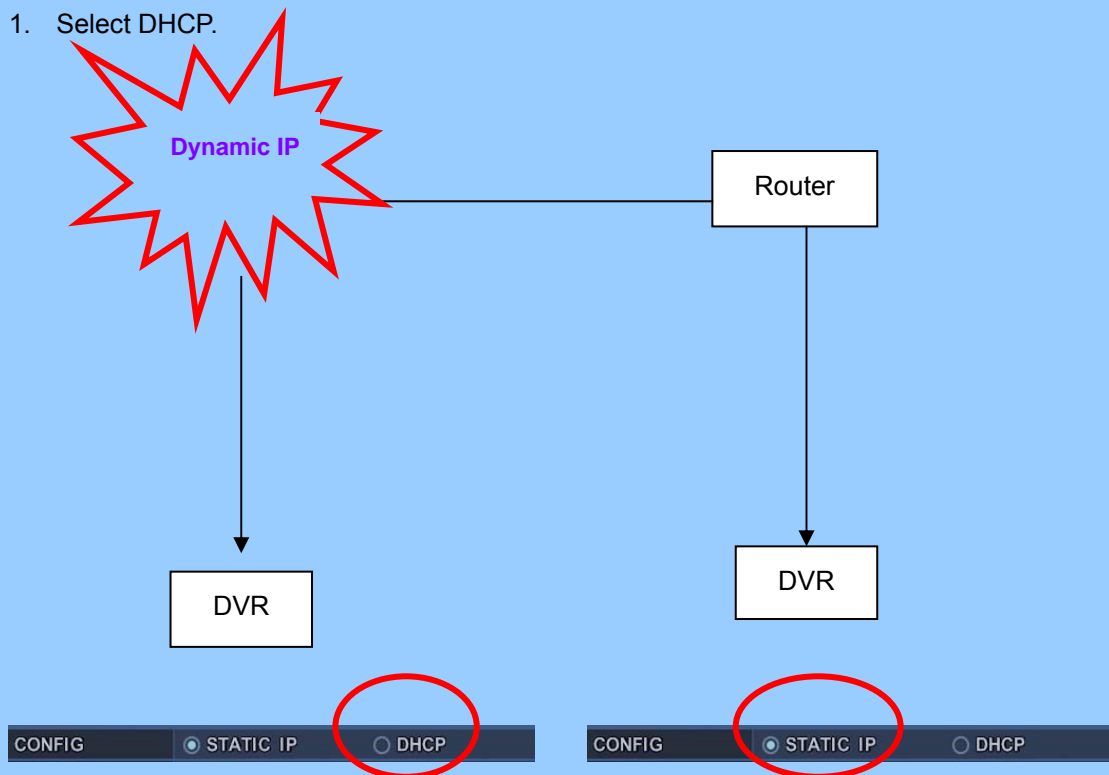 1. Select DHCP.
Dynamic IP
Router
DVR
DVR
CONFIG STATIC IP DHCP
CONFIG STATIC IP DHCP